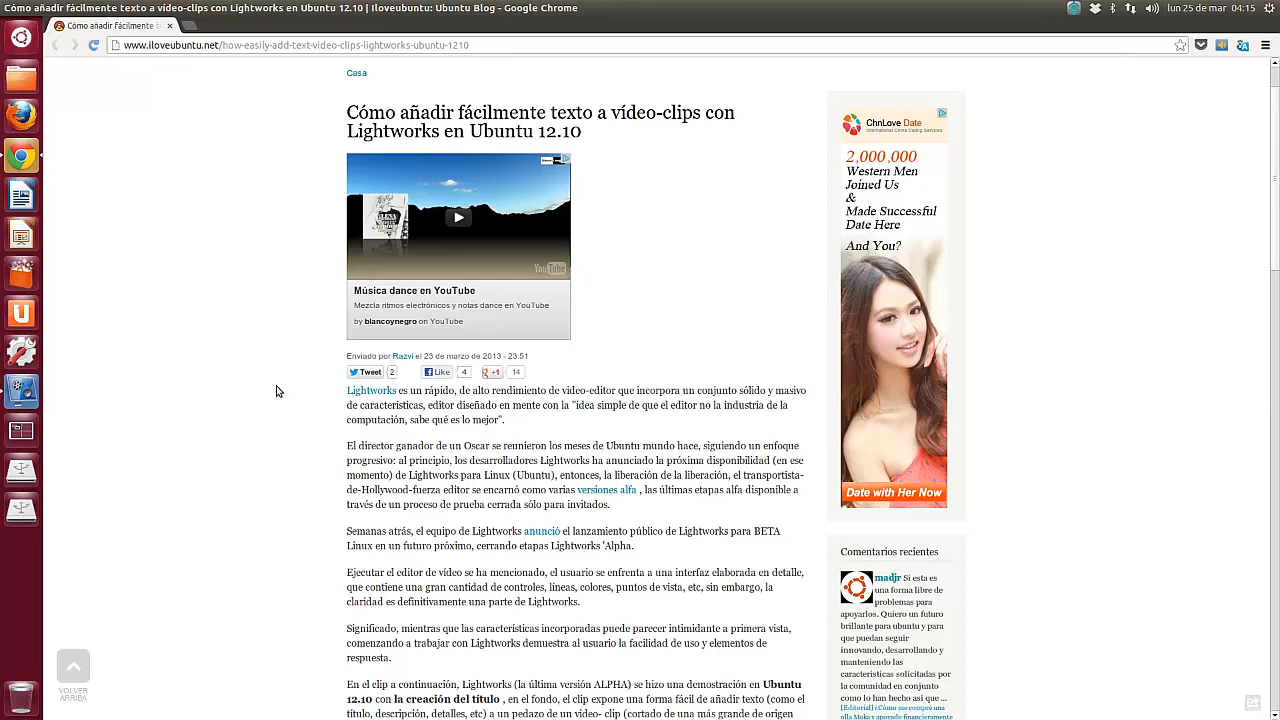 Cómo añadir fácilmente texto a vídeo-clips con Lightworks en Ubuntu 12.10 | Iloveubuntu: Ubuntu Blog - Google Chrome
lun 25 de mar 04:15
Cómo añadir fácilmente t
www.iloveubuntu.net/how-easily-add-text-video-clips-lightworks-ubuntu-1210
Casa
Cómo añadir fácilmente texto a vídeo-clips con
Lightworks en Ubuntu 12.10
YouTube
Música dance en YouTube
Mezcla ritmos electrónicos y notas dance en YouTube
by blancoynegro on YouTube
Enviado por Razvi el 23 de marzo de 2013 - 23:51
Tweet 2 Like 4 +1 14
Lightworks es un rápido, de alto rendimiento de video-editor que incorpora un conjunto sólido y masivo
de características, editor diseñado en mente con la "idea simple de que el editor no la industria de la
computación, sabe qué es lo mejor".
El director ganador de un Oscar se reunieron los meses de Ubuntu mundo hace, siguiendo un enfoque
progresivo: al principio, los desarrolladores Lightworks ha anunciado la próxima disponibilidad (en ese
momento) de Lightworks para Linux (Ubuntu), entonces, la liberación de la liberación, el transportista-
de-Hollywood-fuerza editor se encarnó como varias versiones alfa , las últimas etapas alfa disponible a
través de un proceso de prueba cerrada sólo para invitados.
Semanas atrás, el equipo de Lightworks anunció el lanzamiento público de Lightworks para BETA
Linux en un futuro próximo, cerrando etapas Lightworks 'Alpha.
Ejecutar el editor de vídeo se ha mencionado, el usuario se enfrenta a una interfaz elaborada en detalle,
que contiene una gran cantidad de controles, líneas, colores, puntos de vista, etc, sin embargo, la
claridad es definitivamente una parte de Lightworks.
Significado, mientras que las características incorporadas puede parecer intimidante a primera vista,
comenzando a trabajar con Lightworks demuestra al usuario la facilidad de uso y elementos de
respuesta.
En el clip a continuación, Lightworks (la última versión ALPHA) se hizo una demostración en Ubuntu
12.10 con la creación del título , en el fondo, el clip expone una forma fácil de añadir texto (como el
título, descripción, detalles, etc) a un pedazo de una video- clip (cortado de una más grande de origen
ChnLove Date
International China Dating Services
2,000,000
Western Men
Joined Us
&
Made Successful
Date Here
And You?
Date with Her Now
Comentarios recientes
madjr Si esta es
una forma libre de
problemas para
apoyarlos. Quiero un futuro
brillante para ubuntu y para
que puedan seguir
innovando, desarrollando y
manteniendo las
características solicitadas por
la comunidad en conjunto
como lo han hecho así que ...
[Editorial] ¿Cómo me compré una
olla Moka y apoyado financieramente
VOLVER
ARRIBA